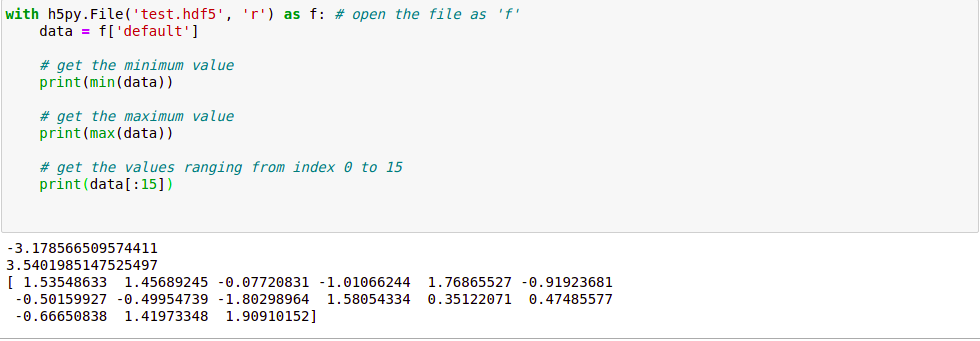 with h5py.File('test.hdf5', 'r') as f: # open the file as 'f'
    data = f['default']
    # get the minimum value
    print(min(data))
    # get the maximum value
    print(max(data))
    # get the values ranging from index 0 to 15
    print(data[:15])
-3.178566509574411
3.5401985147525497
[ 1.53548633  1.45689245 -0.07720831 -1.01066244  1.76865527 -0.91923681
 -0.50159927 -0.49954739 -1.80298964  1.58054334  0.35122071  0.47485577
 -0.66650838  1.41973348  1.90910152]